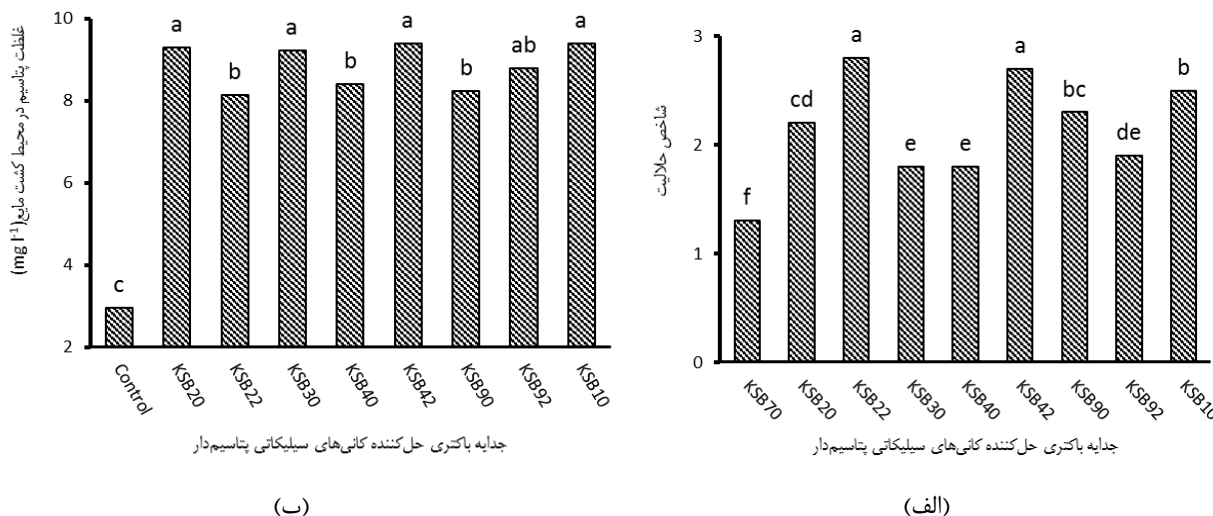 شاخص حلالیت
3
2
1
0
f
cd
a
e
e
a
bc
de
b
KSB70
KSB20
KSB22
KSB30
KSB40
KSB42
KSB90
KSB92
KSB10
جدایه باکتری حل‌کننده کانی‌های سیلیکاتی پتاسیم‌دار
(الف)
غلظت پتاسیم در محیط کشت مایع
(mg l⁻¹)
10
8
6
4
2
c
a
b
a
b
a
b
ab
a
Control
KSB20
KSB22
KSB30
KSB40
KSB42
KSB90
KSB92
KSB10
جدایه باکتری حل‌کننده کانی‌های سیلیکاتی پتاسیم‌دار
(ب)